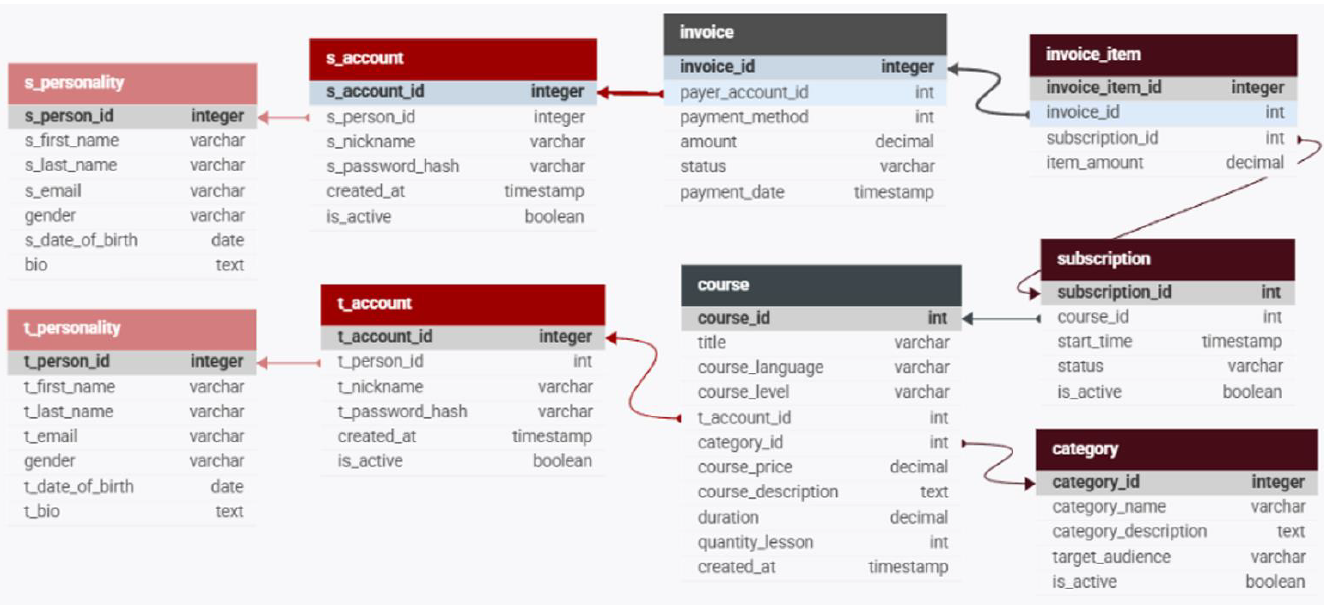 s_personality
s_person_id integer
s_first_name varchar
s_last_name varchar
s_email varchar
gender varchar
s_date_of_birth date
bio text
s_account
s_account_id integer
s_person_id integer
s_nickname varchar
s_password_hash varchar
created_at timestamp
is_active boolean
invoice
invoice_id integer
payer_account_id int
payment_method int
amount decimal
status varchar
payment_date timestamp
invoice_item
invoice_item_id integer
invoice_id int
subscription_id int
item_amount decimal
t_personality
t_person_id integer
t_first_name varchar
t_last_name varchar
t_email varchar
gender varchar
t_date_of_birth date
t_bio text
t_account
t_account_id integer
t_person_id int
t_nickname varchar
t_password_hash varchar
created_at timestamp
is_active boolean
course
course_id int
title varchar
course_language varchar
course_level varchar
t_account_id int
category_id int
course_price decimal
course_description text
duration decimal
quantity_lesson int
created_at timestamp
subscription
subscription_id int
course_id int
start_time timestamp
status varchar
is_active boolean
category
category_id integer
category_name varchar
category_description text
target_audience varchar
is_active boolean